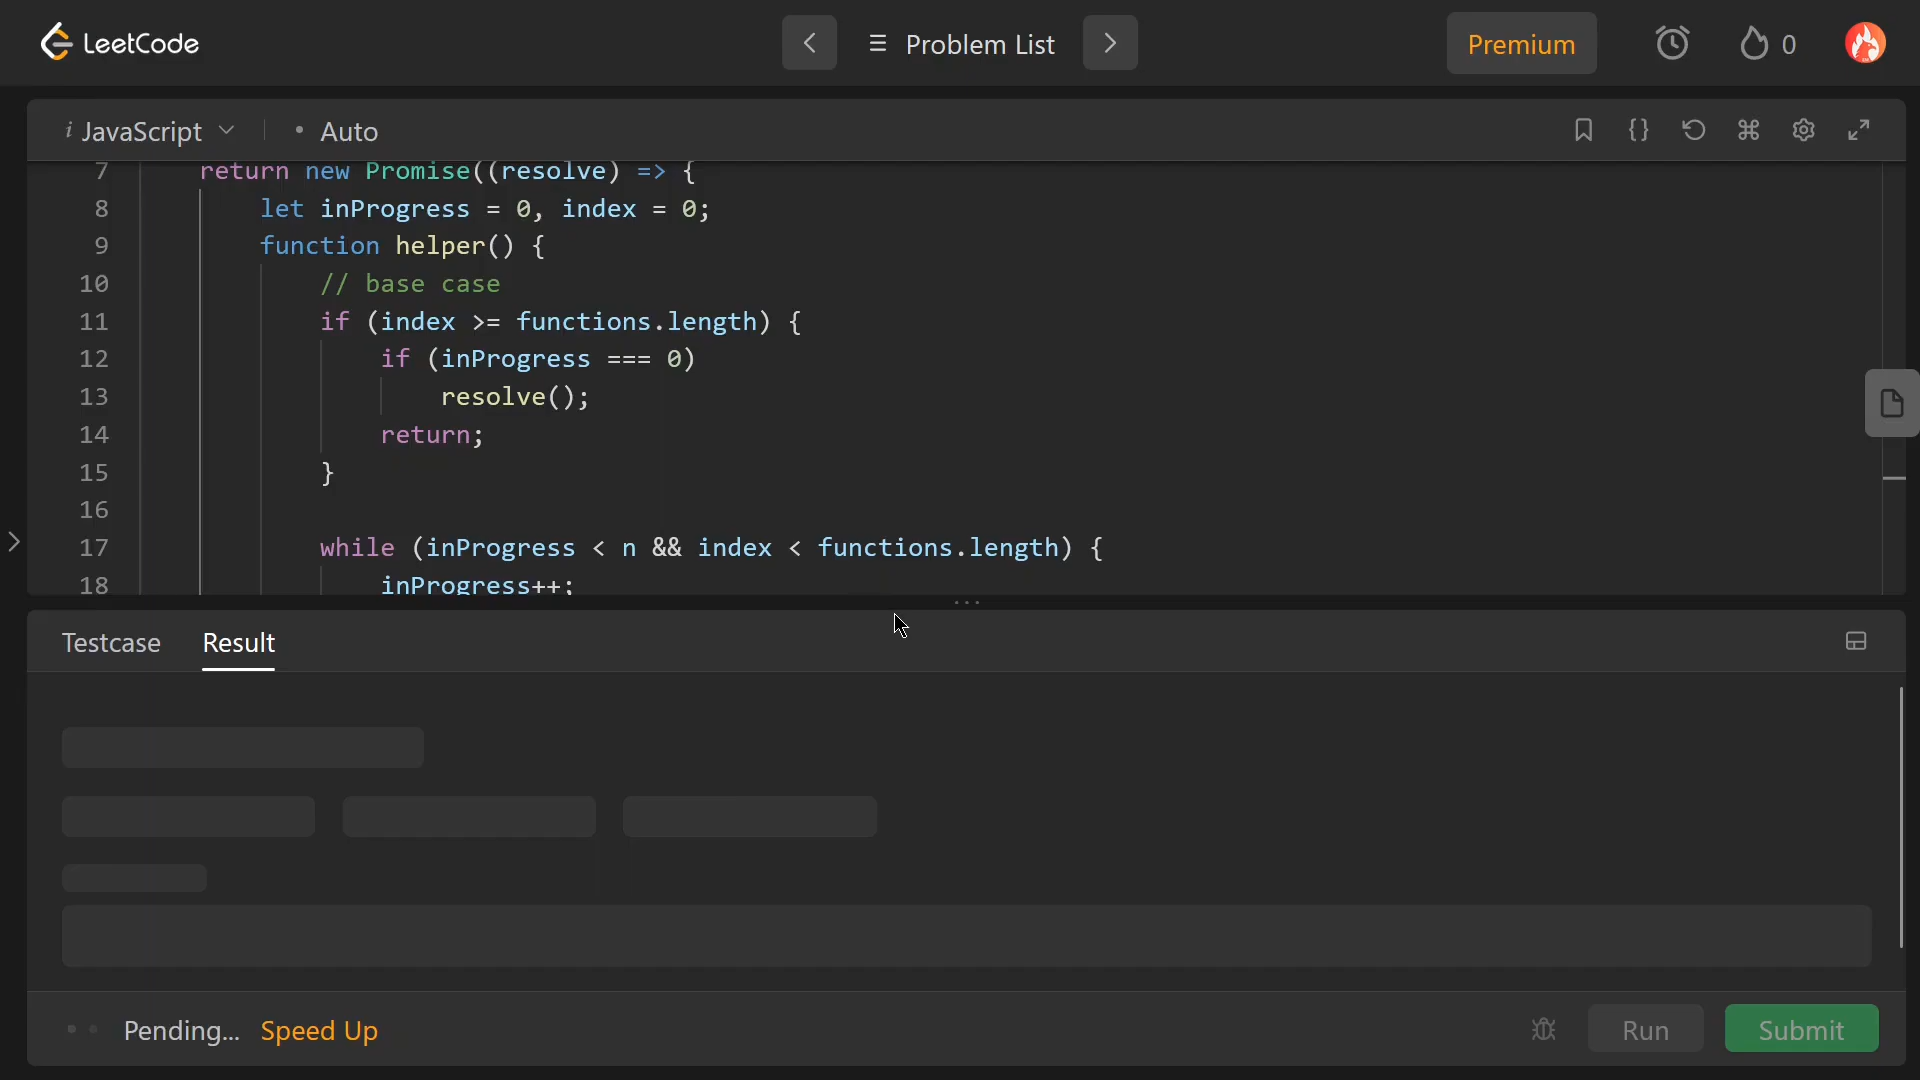 LeetCode
Problem List
Premium
0
i JavaScript
• Auto
{}
⌘
7 return new Promise((resolve) => {
8 let inProgress = 0, index = 0;
9 function helper() {
10 // base case
11 if (index >= functions.length) {
12 if (inProgress === 0)
13 resolve();
14 return;
15 }
16
17 while (inProgress < n && index < functions.length) {
18 inProgress++;
Testcase Result
Pending... Speed Up
Run
Submit